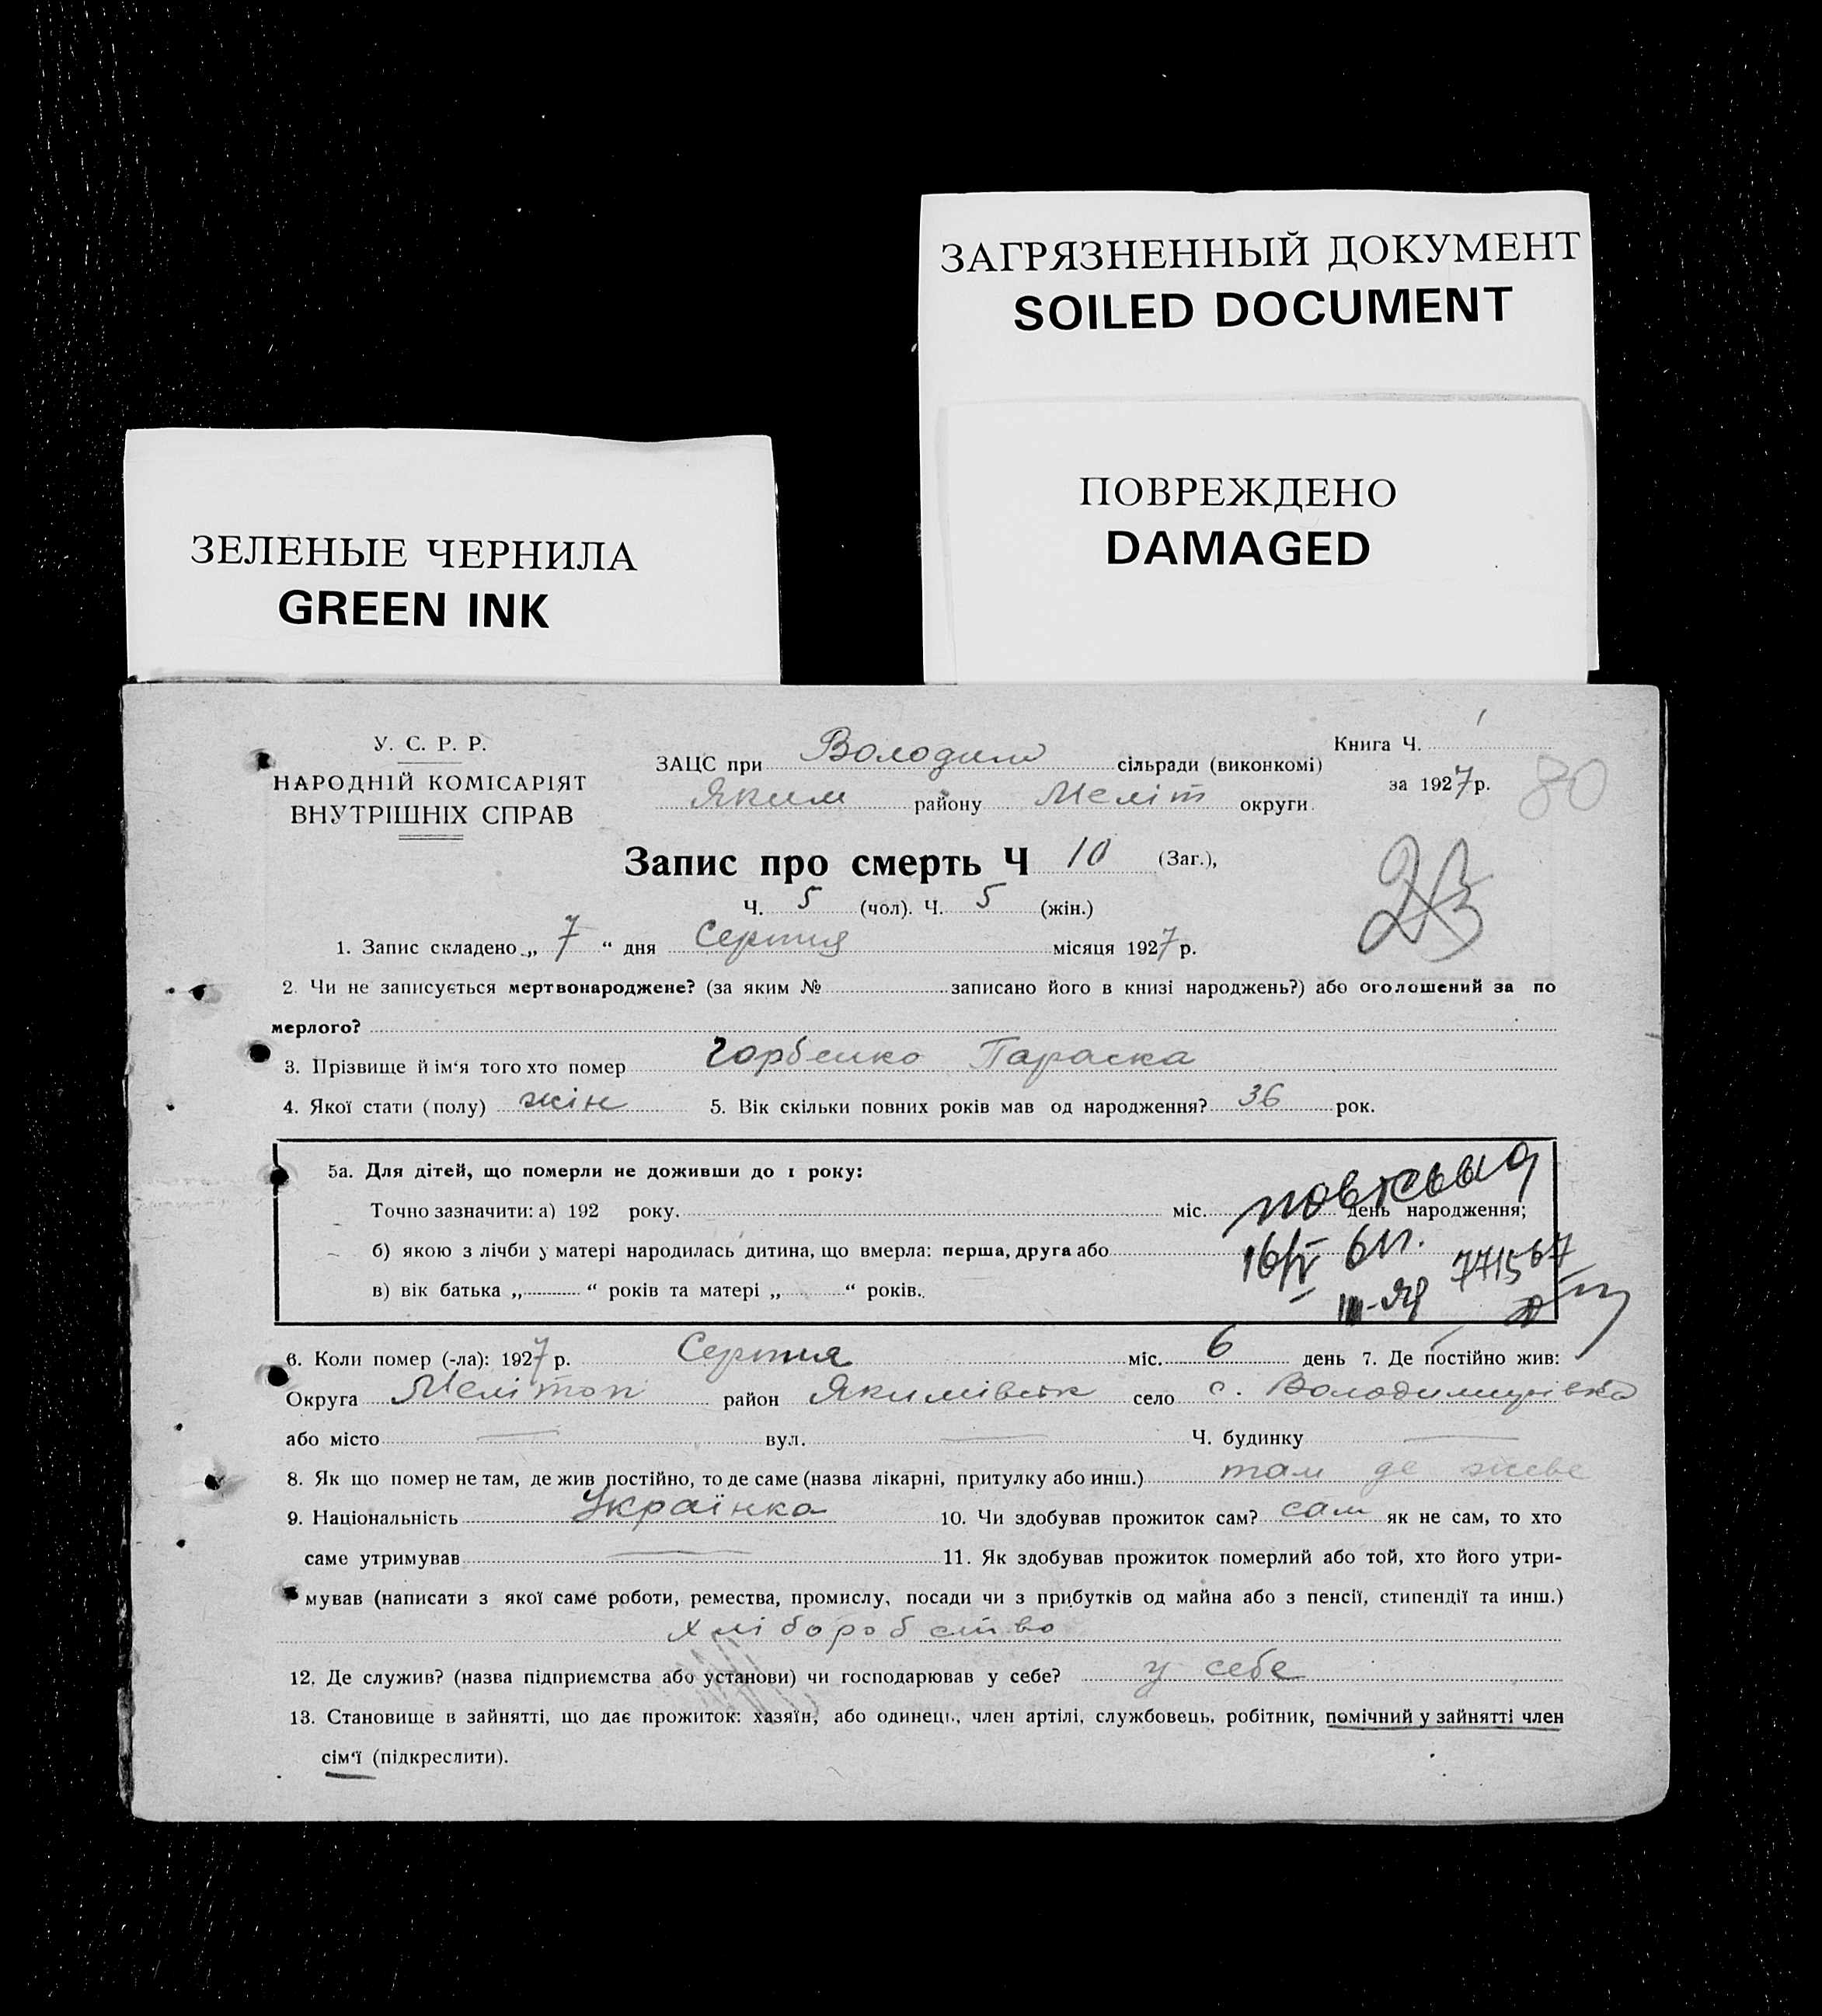 ЗАГРЯЗНЕННЫЙ ДОКУМЕНТ
SOILED DOCUMENT
ПОВРЕЖДЕНО
DAMAGED
ЗЕЛЕНЫЕ ЧЕРНИЛА
GREEN INK
У. С. Р. Р.
НАРОДНІЙ КОМІСАРІЯТ
ВНУТРІШНІХ СПРАВ
ЗАЦС при Володим сільради (виконкомі)
Яким району Меліт округи
Книга Ч. 1
за 1927 р.
80
Запис про смерть Ч 10 (Заг.),
Ч. 5 (чол). Ч. 5 (жін.)
1. Запис складено „ 7 “ дня Серпня місяця 1927 р.
2. Чи не записується мертвонароджене? (за яким № записано його в книзі народжень?) або оголошений за по
мерлого?
3. Прізвище й ім'я того хто помер Горбенко Параска
4. Якої стати (полу) жін 5. Вік скільки повних років мав од народження? 36 рок.
5а. Для дітей, що померли не доживши до 1 року:
Точно зазначити: а) 192 року. міс. день народження;
б) якою з лічби у матері народилась дитина, що вмерла: перша, друга або
в) вік батька „ “ років та матері „ “ років.
6. Коли помер (-ла): 1927 р. Серпня міс. 6 день 7. Де постійно жив:
Округа Мелітоп район Якимівськ село с. Володимирівка
або місто вул. Ч. будинку
8. Як що помер не там, де жив постійно, то де саме (назва лікарні, притулку або инш.) там де живе
9. Національність Українка 10. Чи здобував прожиток сам? сам як не сам, то хто
саме утримував 11. Як здобував прожиток померлий або той, хто його утри-
мував (написати з якої саме роботи, ремества, промислу, посади чи з прибутків од майна або з пенсії, стипендії та инш.)
хліборобство
12. Де служив? (назва підприємства або установи) чи господарював у себе? у себе
13. Становище в зайнятті, що дає прожиток: хазяїн, або одинець, член артілі, службовець, робітник, помічний у зайнятті член
сім'ї (підкреслити).